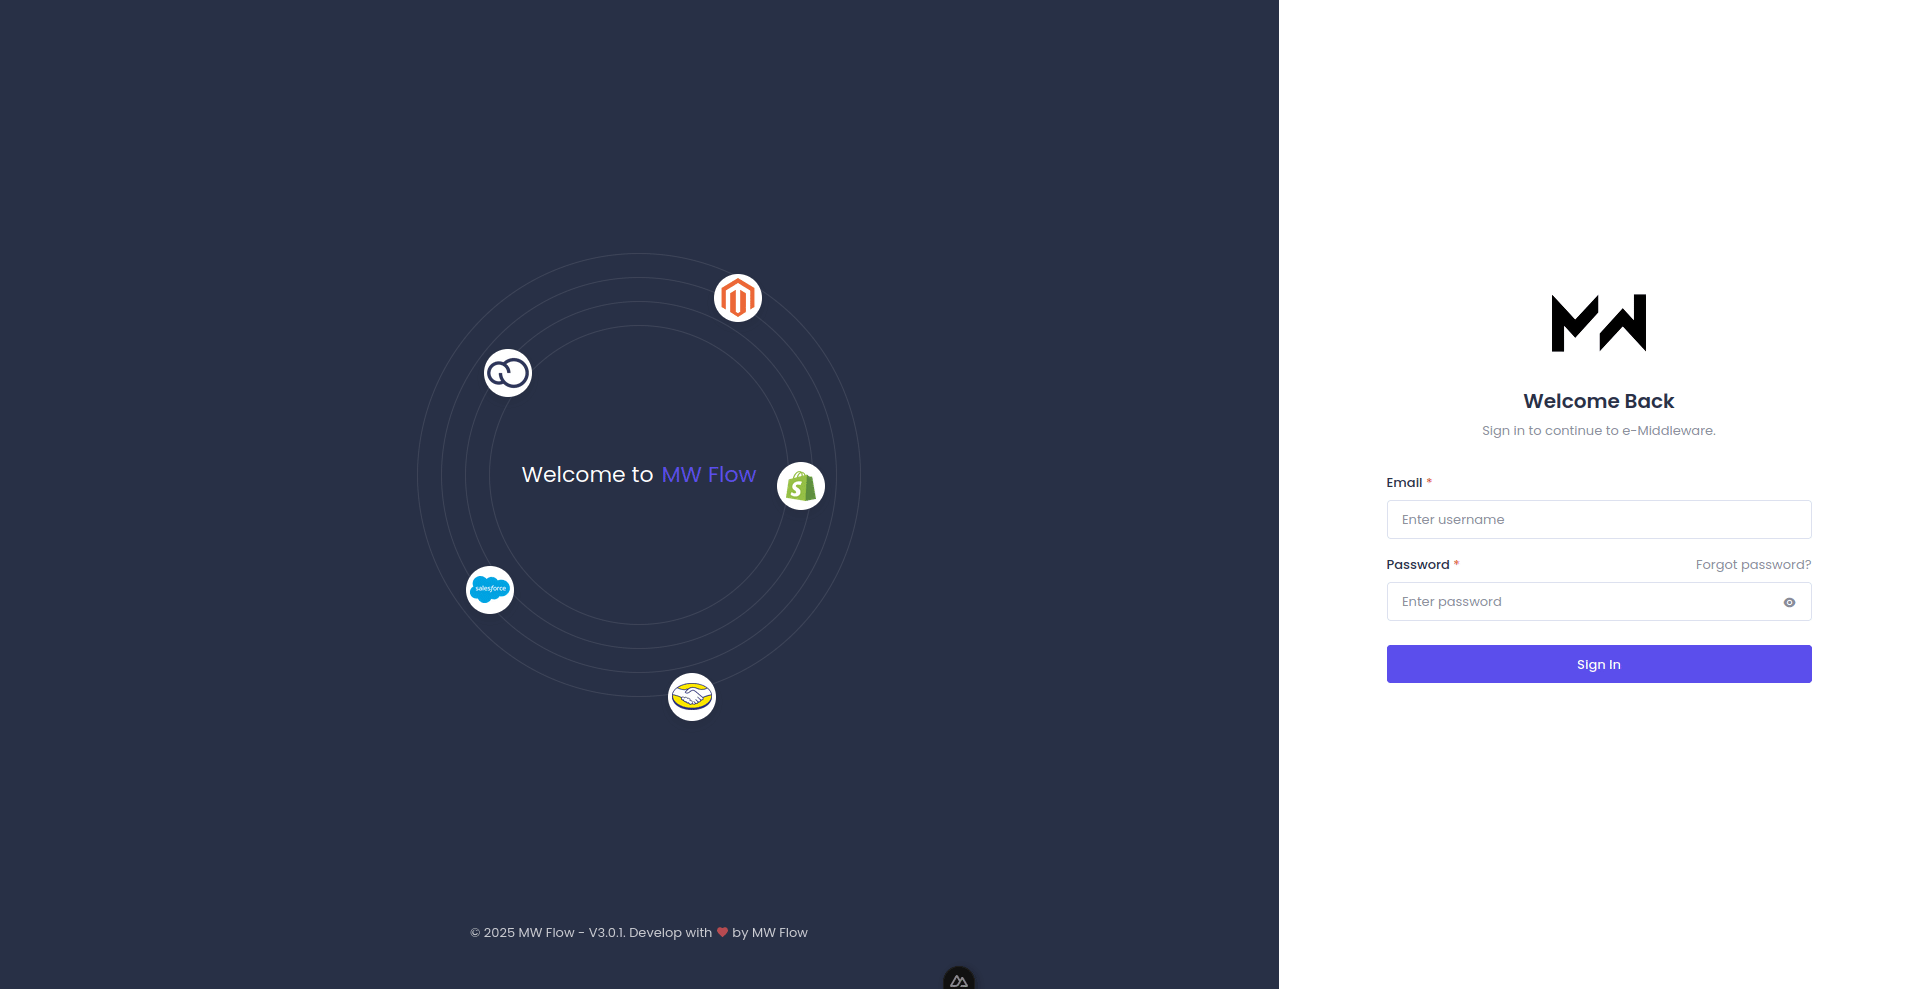 Welcome to MW Flow
salesforce
© 2025 MW Flow - V3.0.1. Develop with ❤ by MW Flow
MW
Welcome Back
Sign in to continue to e-Middleware.
Email *
Enter username
Password *
Forgot password?
Enter password
Sign In